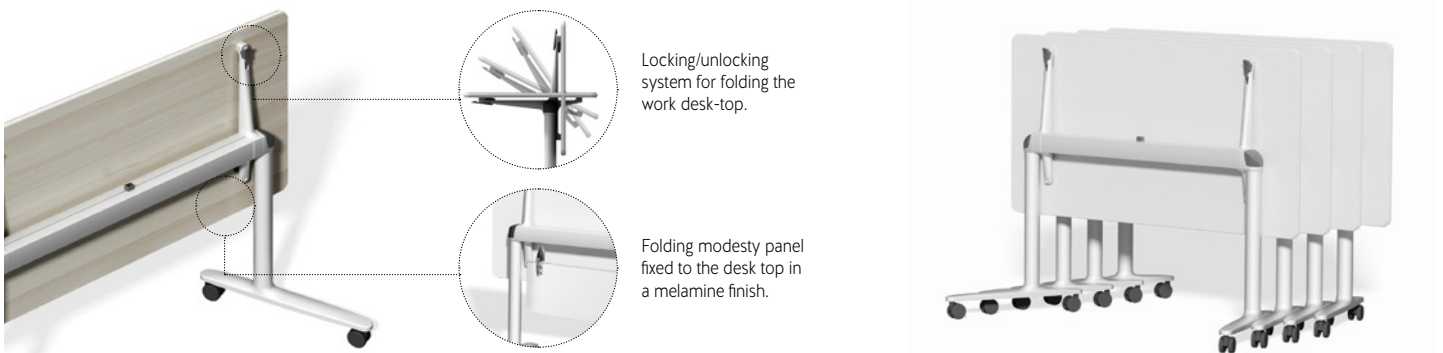 Locking/unlocking
system for folding the
work desk-top.
Folding modesty panel
fixed to the desk top in
a melamine finish.